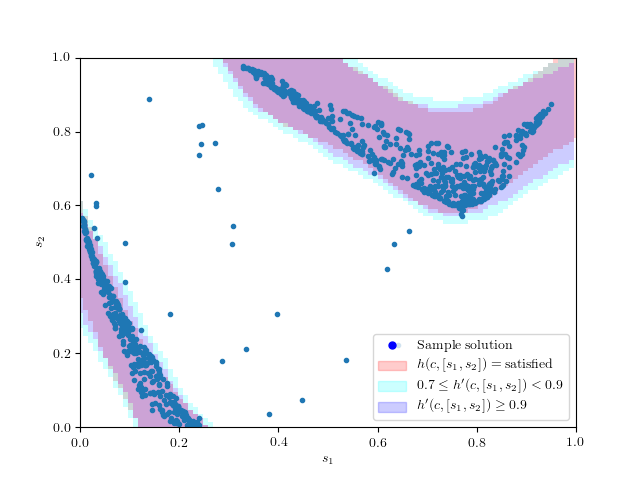 1.0
0.8
0.6
0.4
0.2
0.0
s₂
0.0 0.2 0.4 0.6 0.8 1.0
s₁
Sample solution
h(c, [s₁, s₂]) = satisfied
0.7 ≤ h′(c, [s₁, s₂]) < 0.9
h′(c, [s₁, s₂]) ≥ 0.9